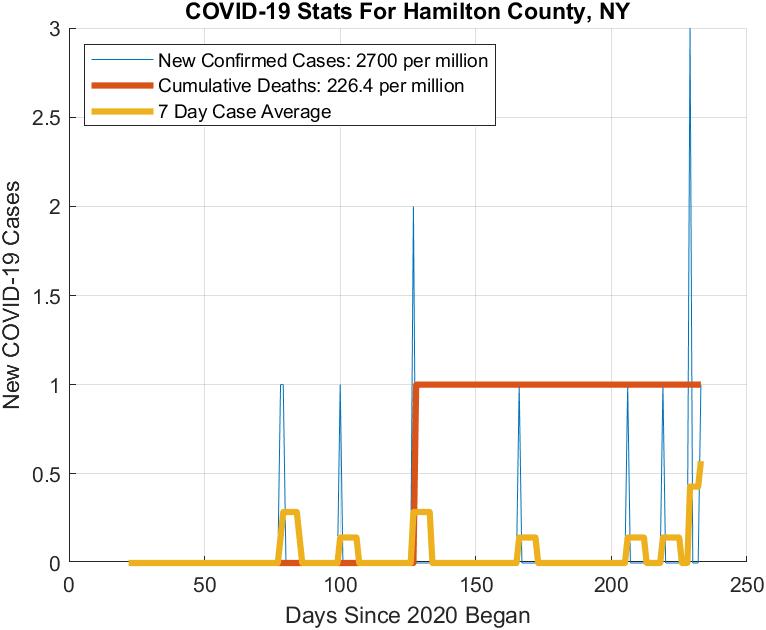 COVID-19 Stats For Hamilton County, NY
New Confirmed Cases: 2700 per million
Cumulative Deaths: 226.4 per million
7 Day Case Average
New COVID-19 Cases
3
2.5
2
1.5
1
0.5
0
0 50 100 150 200 250
Days Since 2020 Began